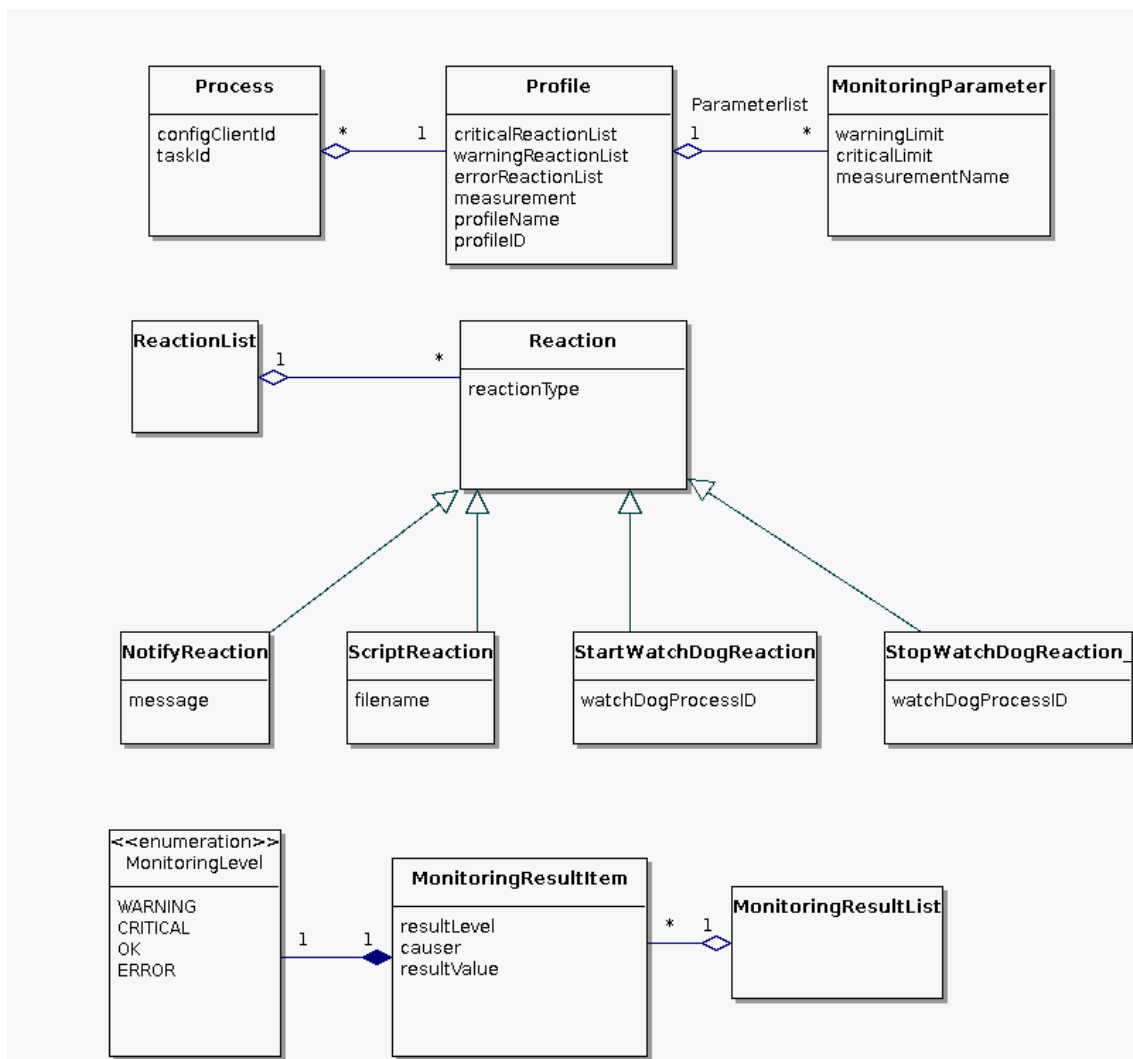 Process
configClientId
taskId
*
1
Profile
criticalReactionList
warningReactionList
errorReactionList
measurement
profileName
profileID
Parameterlist
1
*
MonitoringParameter
warningLimit
criticalLimit
measurementName
ReactionList
1
*
Reaction
reactionType
NotifyReaction
message
ScriptReaction
filename
StartWatchDogReaction
watchDogProcessID
StopWatchDogReaction_
watchDogProcessID
<<enumeration>>
MonitoringLevel
WARNING
CRITICAL
OK
ERROR
1
1
MonitoringResultItem
resultLevel
causer
resultValue
*
1
MonitoringResultList